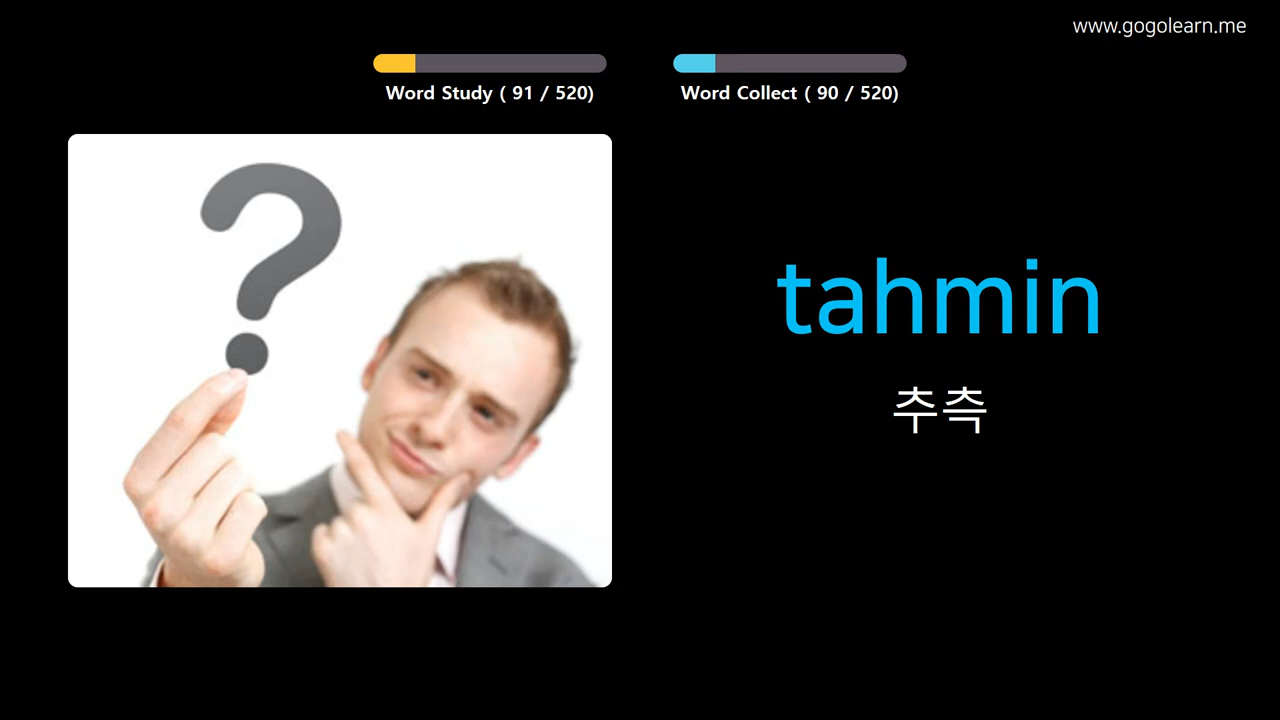 www.gogolearn.me
Word Study ( 91 / 520)
Word Collect ( 90 / 520)
?
tahmin
추측